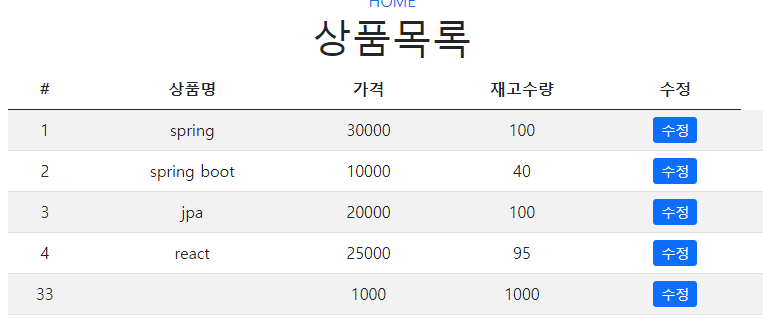 HOME
상품목록
# 상품명 가격 재고수량 수정
1 spring 30000 100 수정
2 spring boot 10000 40 수정
3 jpa 20000 100 수정
4 react 25000 95 수정
33 1000 1000 수정